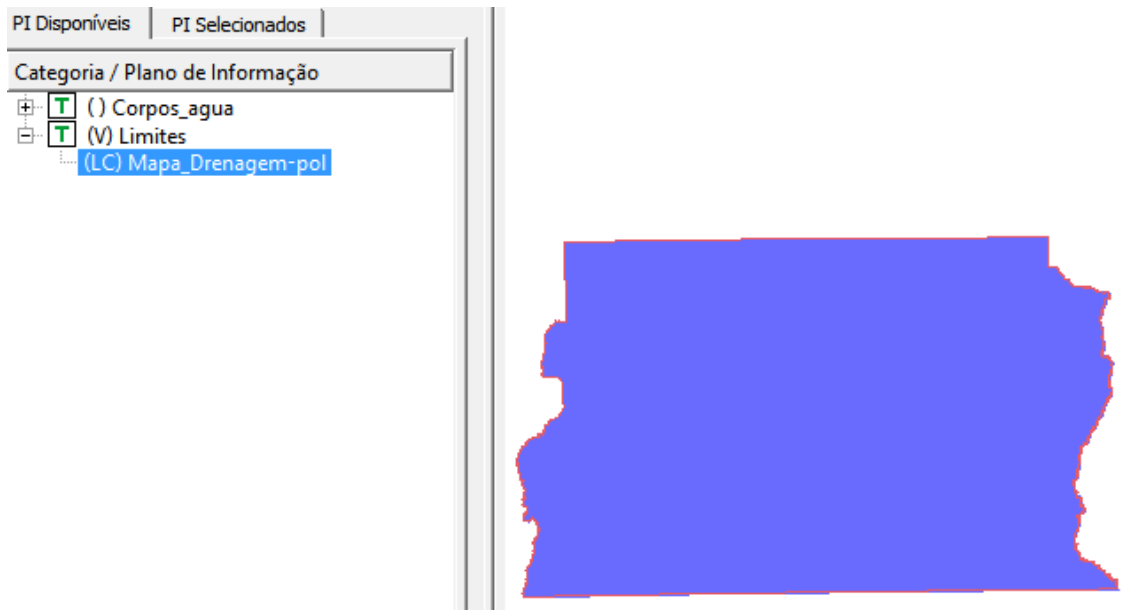 PI Disponíveis PI Selecionados
Categoria / Plano de Informação
T () Corpos_agua
T (V) Limites
(LC) Mapa_Drenagem-pol